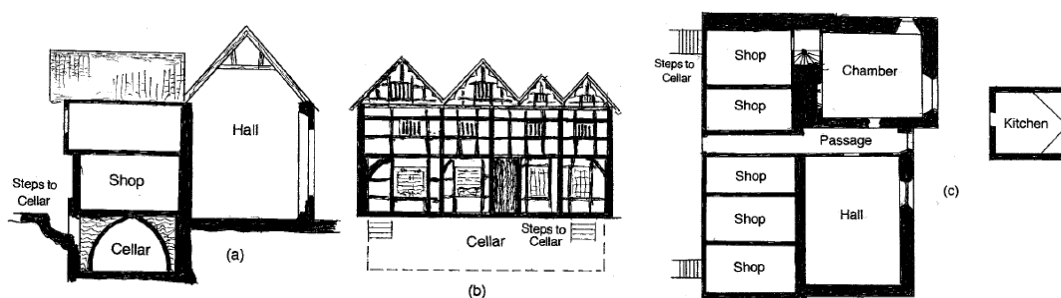 Hall
Shop
Steps to
Cellar
Cellar
(a)
Cellar
Steps to
Cellar
(b)
Steps to
Cellar
Shop
Shop
Chamber
Passage
Kitchen
Shop
Shop
Shop
Hall
(c)